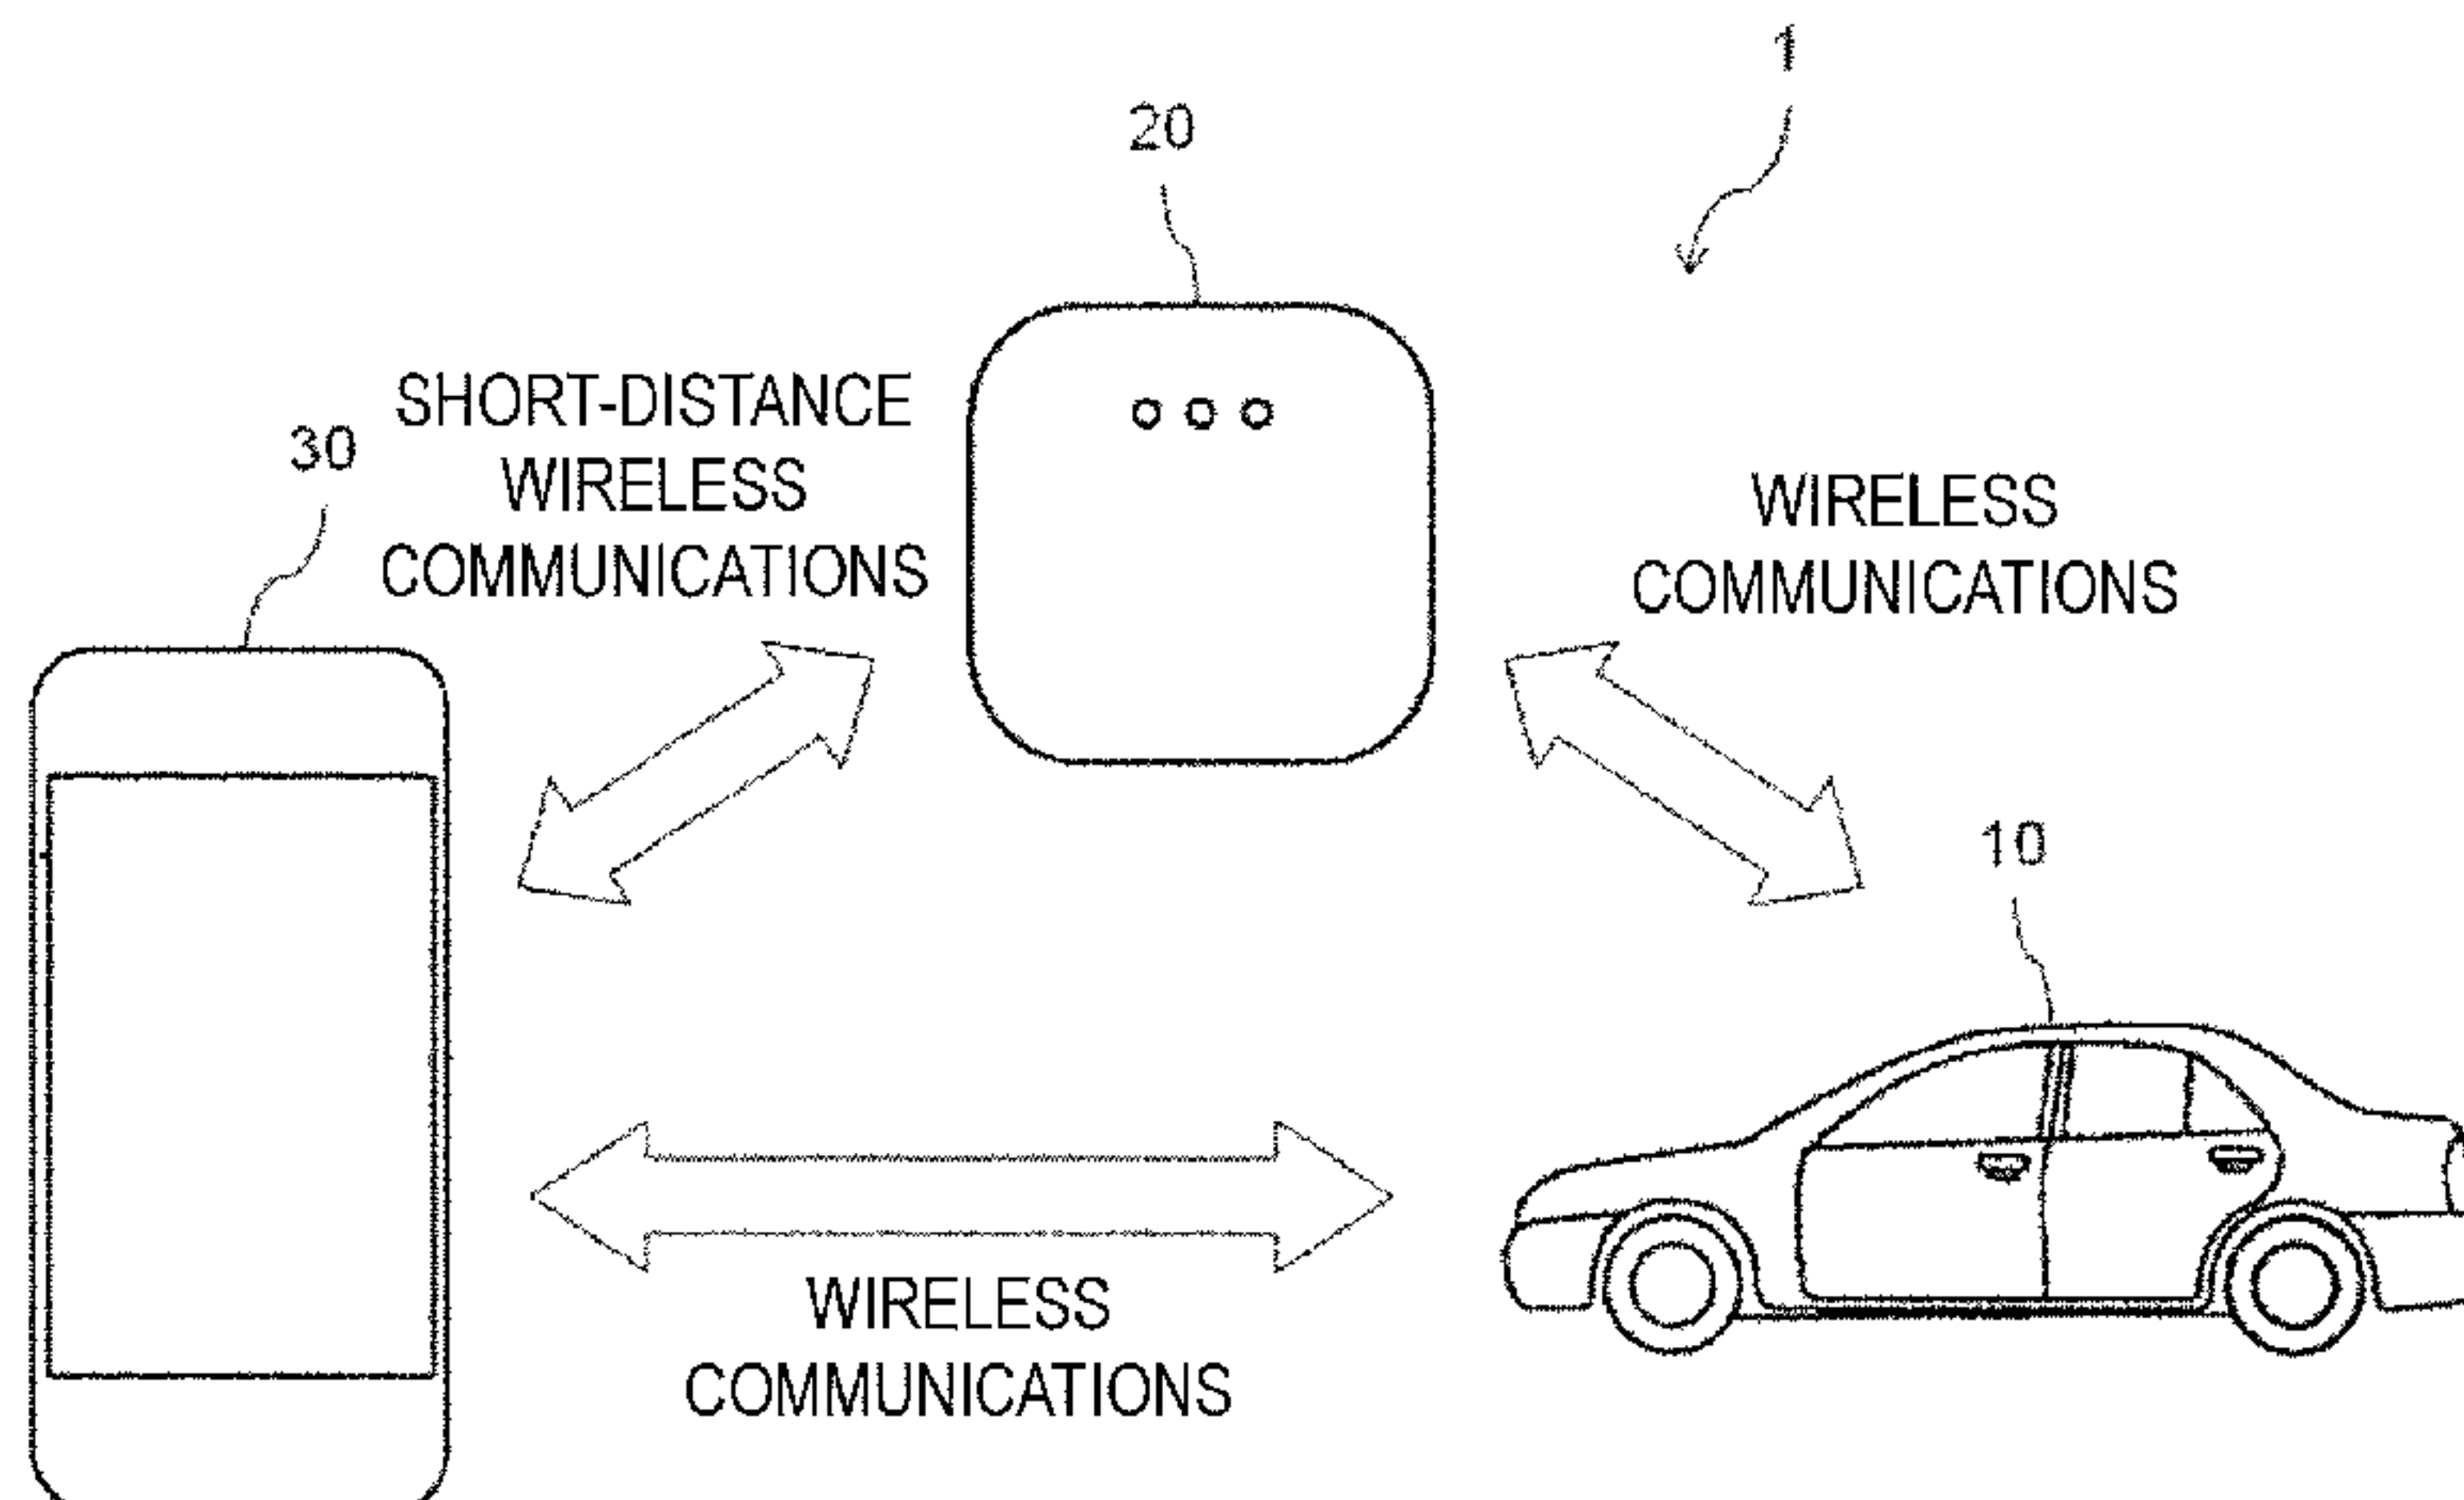 1
20
SHORT-DISTANCE
30
WIRELESS
COMMUNICATIONS
WIRELESS
COMMUNICATIONS
10
WIRELESS
COMMUNICATIONS